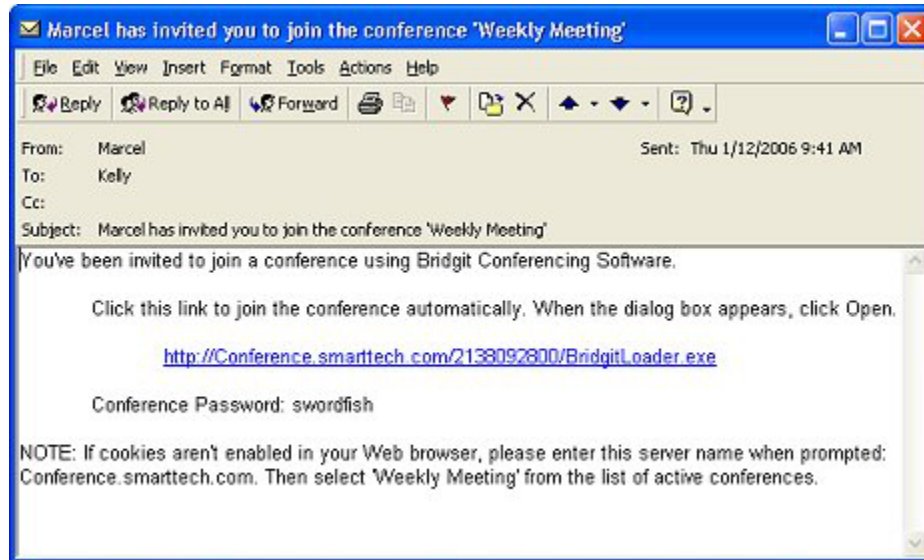 Marcel has invited you to join the conference 'Weekly Meeting'
File Edit View Insert Format Tools Actions Help
Reply Reply to All Forward
From: Marcel Sent: Thu 1/12/2006 9:41 AM
To: Kelly
Cc:
Subject: Marcel has invited you to join the conference 'Weekly Meeting'
You've been invited to join a conference using Bridgit Conferencing Software.
Click this link to join the conference automatically. When the dialog box appears, click Open.
http://Conference.smarttech.com/2138092800/BridgitLoader.exe
Conference Password: swordfish
NOTE: If cookies aren't enabled in your Web browser, please enter this server name when prompted:
Conference.smarttech.com. Then select 'Weekly Meeting' from the list of active conferences.